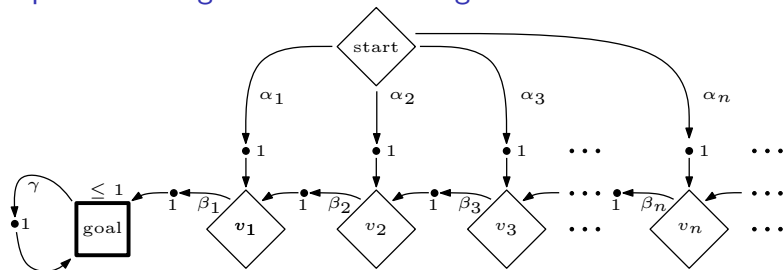 start
α₁ α₂ α₃ αₙ
1 1 1 ... 1 ...
γ ≤ 1 1 β₁ 1 β₂ 1 β₃ ... 1 βₙ ...
1 goal v₁ v₂ v₃ ... vₙ ...